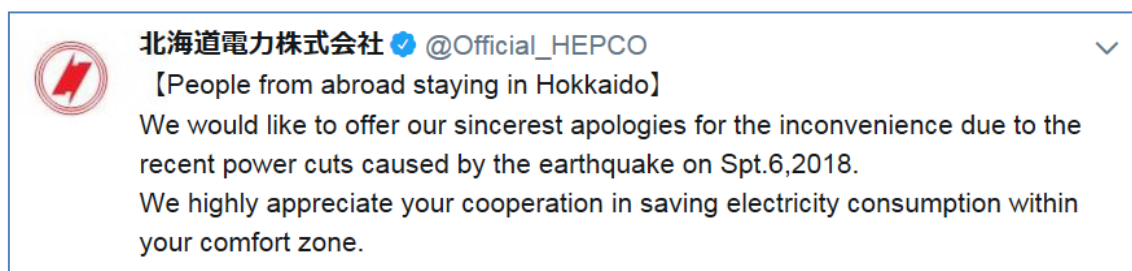 北海道電力株式会社 @Official_HEPCO
【People from abroad staying in Hokkaido】
We would like to offer our sincerest apologies for the inconvenience due to the
recent power cuts caused by the earthquake on Spt.6,2018.
We highly appreciate your cooperation in saving electricity consumption within
your comfort zone.